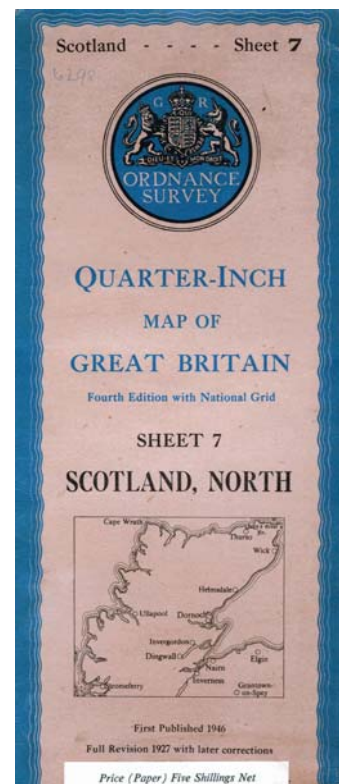 Scotland - - - - Sheet 7
6298
G R
DIEU ET MON DROIT
ORDNANCE
SURVEY
QUARTER-INCH
MAP OF
GREAT BRITAIN
Fourth Edition with National Grid
SHEET 7
SCOTLAND, NORTH
Cape Wrath
Thurso
Wick
Helmsdale
Ullapool
Dornoch
Invergordon
Dingwall
Nairn
Elgin
Inverness
Grantown-
on-Spey
First Published 1946
Full Revision 1927 with later corrections
Price (Paper) Five Shillings Net